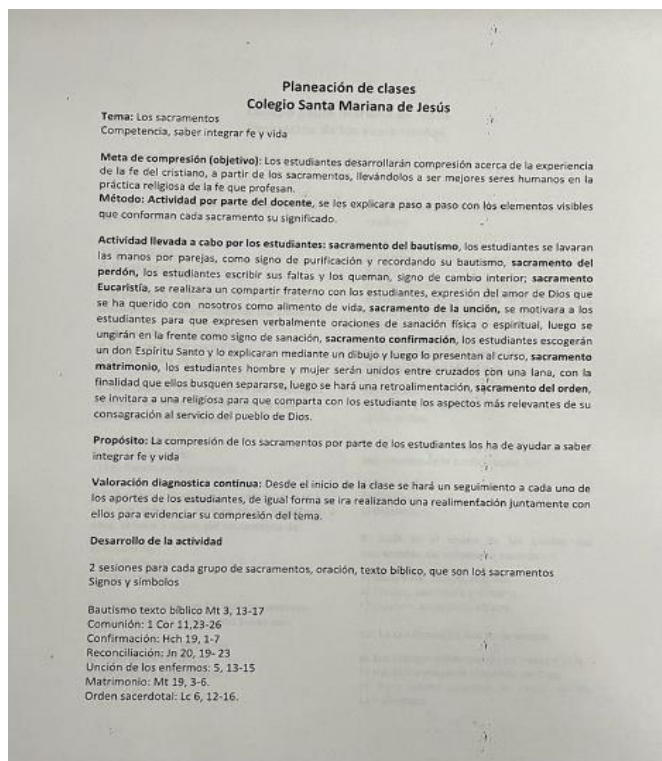 Planeación de clases
Colegio Santa Mariana de Jesús
Tema: Los sacramentos
Competencia, saber integrar fe y vida
Meta de compresión (objetivo): Los estudiantes desarrollarán compresión acerca de la experiencia
de la fe del cristiano, a partir de los sacramentos, llevándolos a ser mejores seres humanos en la
práctica religiosa de la fe que profesan.
Método: Actividad por parte del docente, se les explicara paso a paso con los elementos visibles
que conforman cada sacramento su significado.
Actividad llevada a cabo por los estudiantes: sacramento del bautismo, los estudiantes se lavaran
las manos por parejas, como signo de purificación y recordando su bautismo, sacramento del
perdón, los estudiantes escribir sus faltas y los queman, signo de cambio interior; sacramento
Eucaristía, se realizara un compartir fraterno con los estudiantes, expresión del amor de Dios que
se ha querido con nosotros como alimento de vida, sacramento de la unción, se motivara a los
estudiantes para que expresen verbalmente oraciones de sanación física o espiritual, luego se
ungirán en la frente como signo de sanación, sacramento confirmación, los estudiantes escogerán
un don Espíritu Santo y lo explicaran mediante un dibujo y luego lo presentan al curso, sacramento
matrimonio, los estudiantes hombre y mujer serán unidos entre cruzados con una lana, con la
finalidad que ellos busquen separarse, luego se hará una retroalimentación, sacramento del orden,
se invitara a una religiosa para que comparta con los estudiante los aspectos más relevantes de su
consagración al servicio del pueblo de Dios.
Propósito: La compresión de los sacramentos por parte de los estudiantes los ha de ayudar a saber
integrar fe y vida
Valoración diagnostica continua: Desde el inicio de la clase se hará un seguimiento a cada uno de
los aportes de los estudiantes, de igual forma se ira realizando una realimentación juntamente con
ellos para evidenciar su compresión del tema.
Desarrollo de la actividad
2 sesiones para cada grupo de sacramentos, oración, texto bíblico, que son los sacramentos
Signos y símbolos
Bautismo texto bíblico Mt 3, 13-17
Comunión: 1 Cor 11,23-26
Confirmación: Hch 19, 1-7
Reconciliación: Jn 20, 19- 23
Unción de los enfermos: 5, 13-15
Matrimonio: Mt 19, 3-6.
Orden sacerdotal: Lc 6, 12-16.